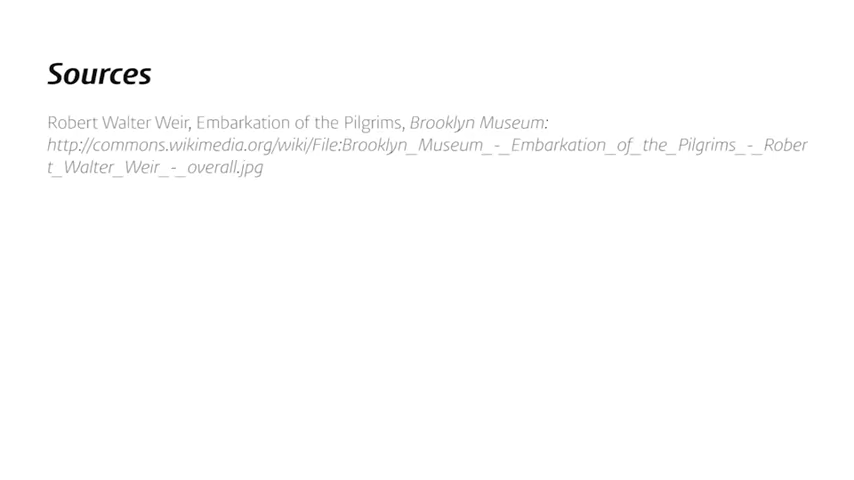 Sources
Robert Walter Weir, Embarkation of the Pilgrims, Brooklyn Museum:
http://commons.wikimedia.org/wiki/File:Brooklyn_Museum_-_Embarkation_of_the_Pilgrims_-_Rober
t_Walter_Weir_-_overall.jpg